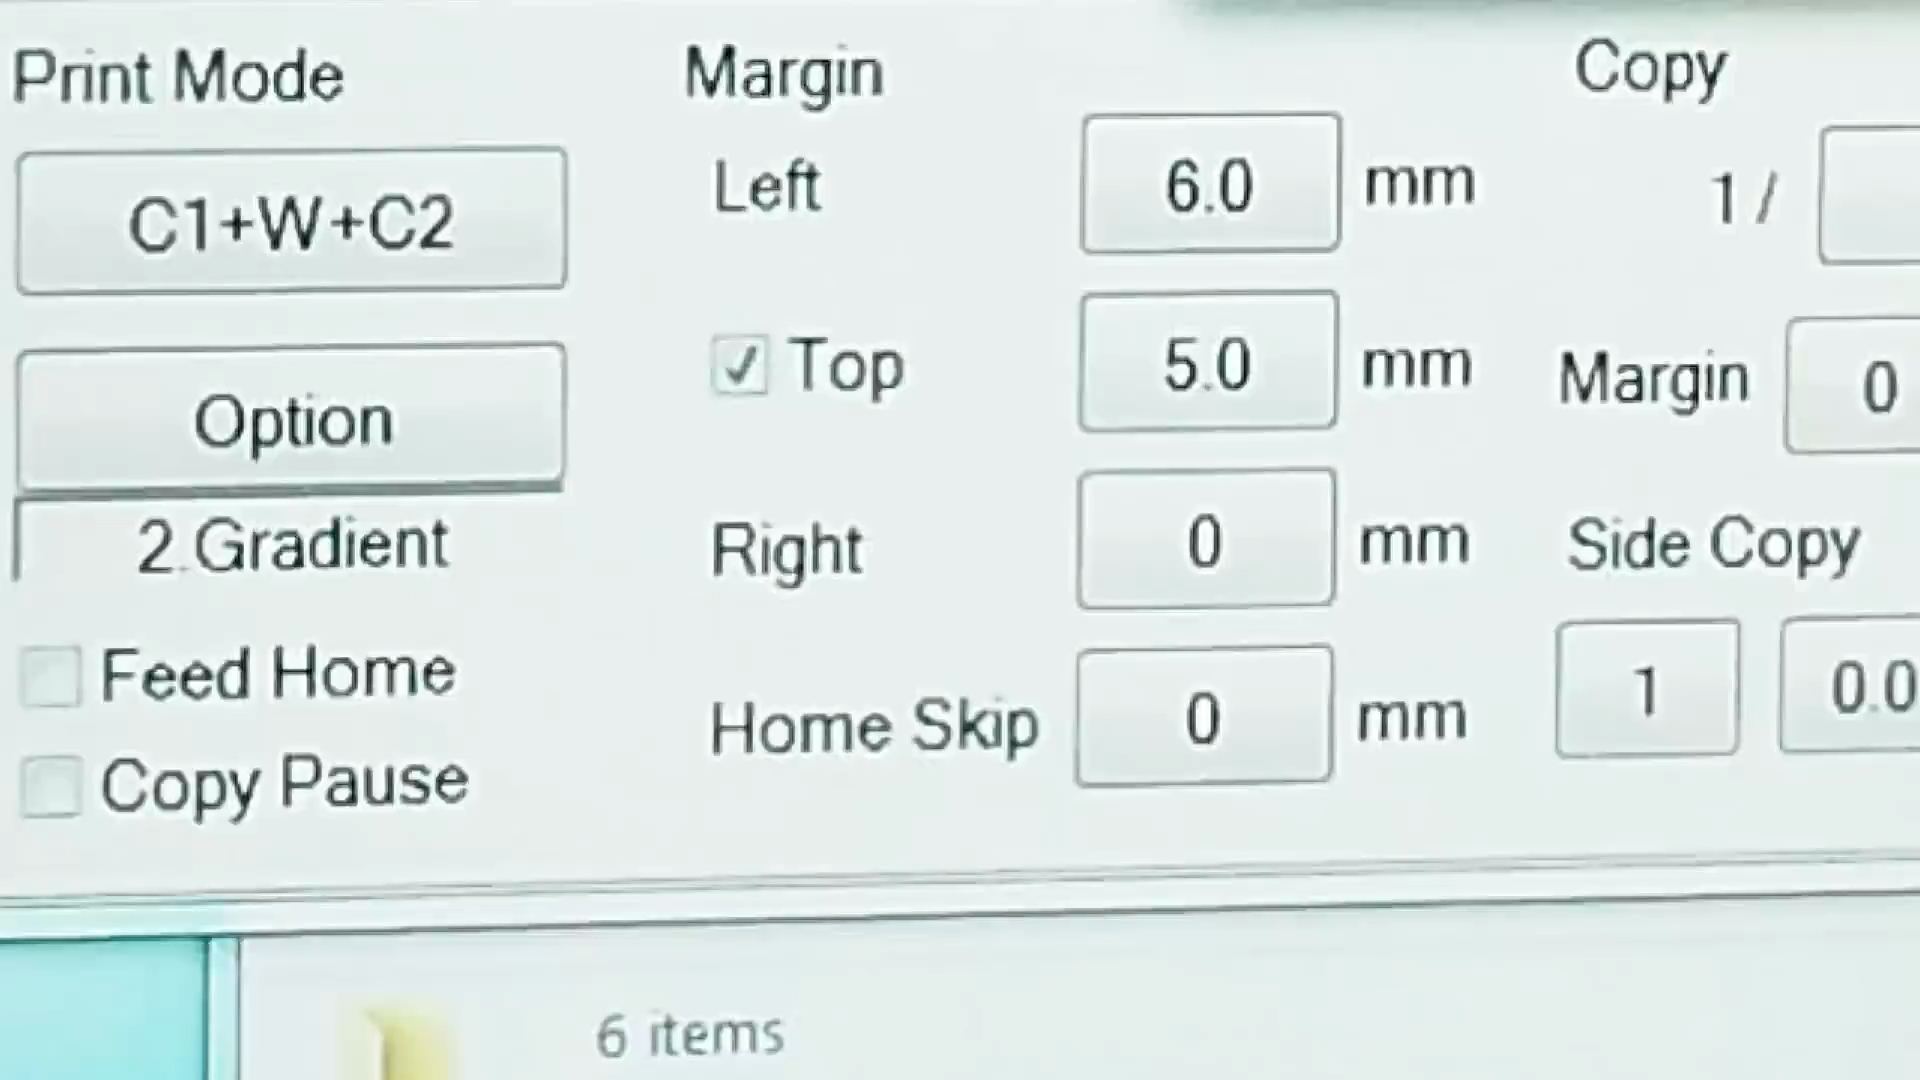 Print Mode
C1+W+C2
Option
2.Gradient
Feed Home
Copy Pause
Margin
Left 6.0 mm
Top 5.0 mm
Right 0 mm
Home Skip 0 mm
Copy
1 /
Margin 0
Side Copy
1 0.0
6 items